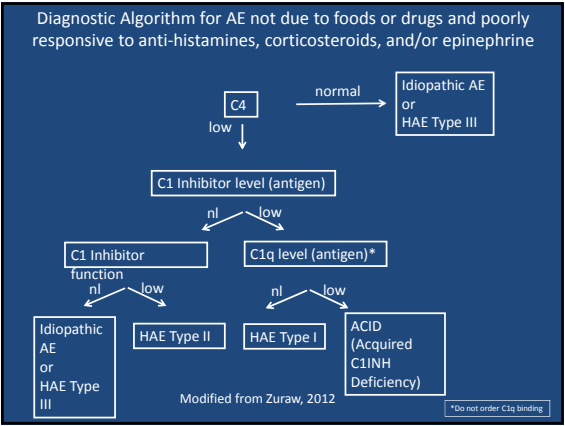 Diagnostic Algorithm for AE not due to foods or drugs and poorly
responsive to anti-histamines, corticosteroids, and/or epinephrine
C4
normal
Idiopathic AE
or
HAE Type III
low
C1 Inhibitor level (antigen)
nl
low
C1 Inhibitor
function
C1q level (antigen)*
nl
low
nl
low
Idiopathic
AE
or
HAE Type
III
HAE Type II
HAE Type I
ACID
(Acquired
C1INH
Deficiency)
Modified from Zuraw, 2012
*Do not order C1q binding